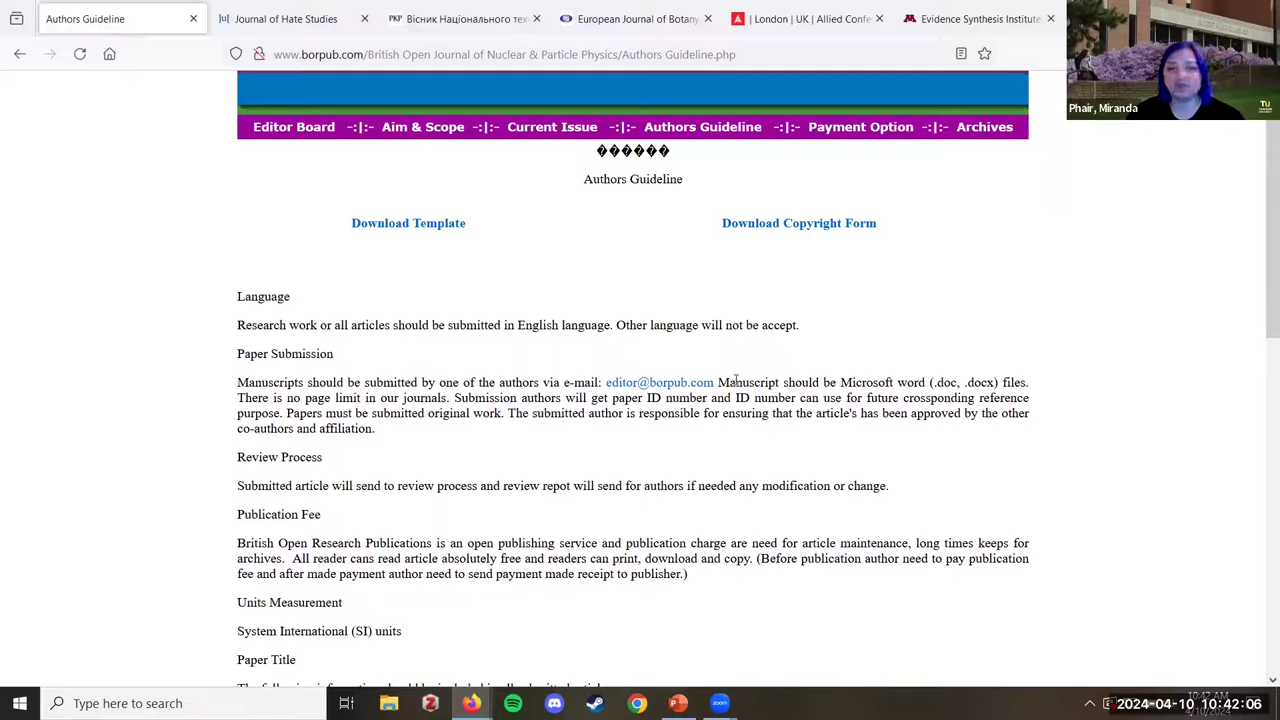 Authors Guideline
Journal of Hate Studies
PKP Вісник Національного тех
European Journal of Botany
| London | UK | Allied Confe
Evidence Synthesis Institute
www.borpub.com/British Open Journal of Nuclear & Particle Physics/Authors Guideline.php
Phair, Miranda
TU
Editor Board -:|:- Aim & Scope -:|:- Current Issue -:|:- Authors Guideline -:|:- Payment Option -:|:- Archives
������
Authors Guideline
Download Template Download Copyright Form
Language
Research work or all articles should be submitted in English language. Other language will not be accept.
Paper Submission
Manuscripts should be submitted by one of the authors via e-mail: editor@borpub.com Manuscript should be Microsoft word (.doc, .docx) files.
There is no page limit in our journals. Submission authors will get paper ID number and ID number can use for future crossponding reference
purpose. Papers must be submitted original work. The submitted author is responsible for ensuring that the article's has been approved by the other
co-authors and affiliation.
Review Process
Submitted article will send to review process and review repot will send for authors if needed any modification or change.
Publication Fee
British Open Research Publications is an open publishing service and publication charge are need for article maintenance, long times keeps for
archives. All reader cans read article absolutely free and readers can print, download and copy. (Before publication author need to pay publication
fee and after made payment author need to send payment made receipt to publisher.)
Units Measurement
System International (SI) units
Paper Title
Type here to search
zoom
2024-04-10 10:42:06